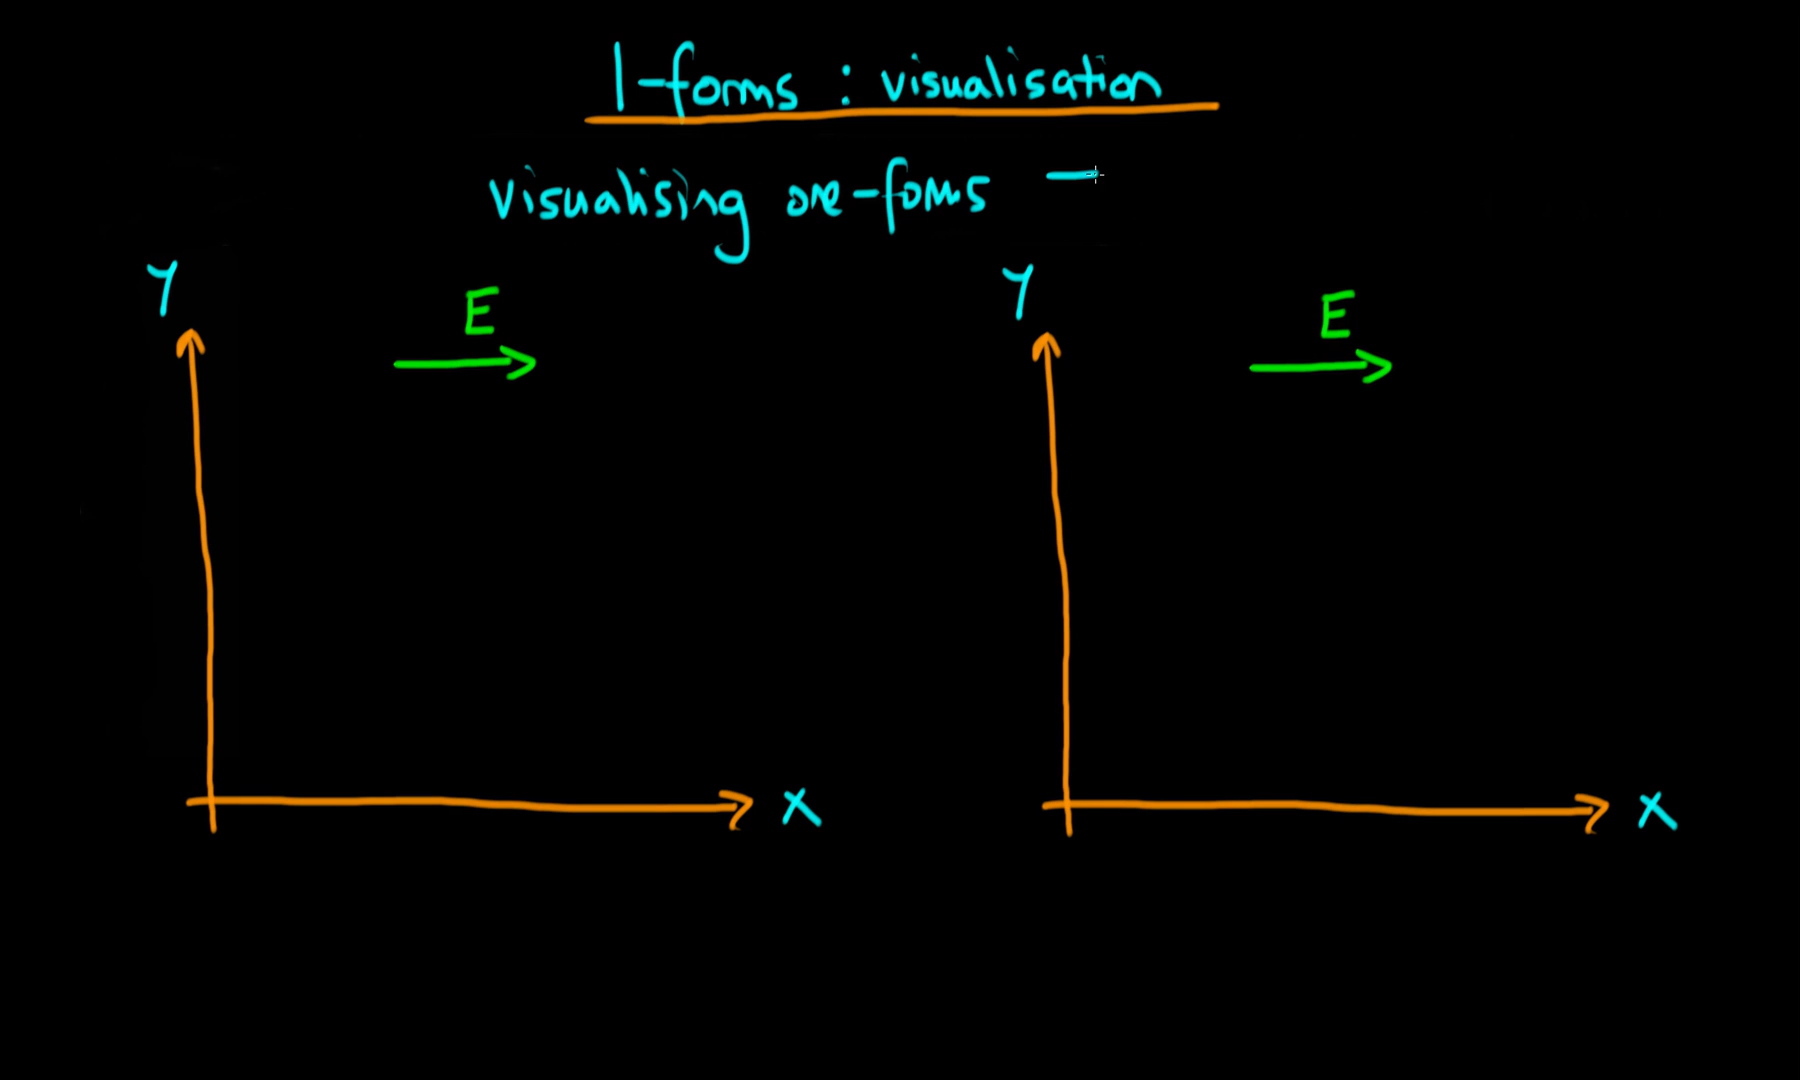 1-forms : visualisation
visualising one-forms —
Y
E
X
Y
E
X